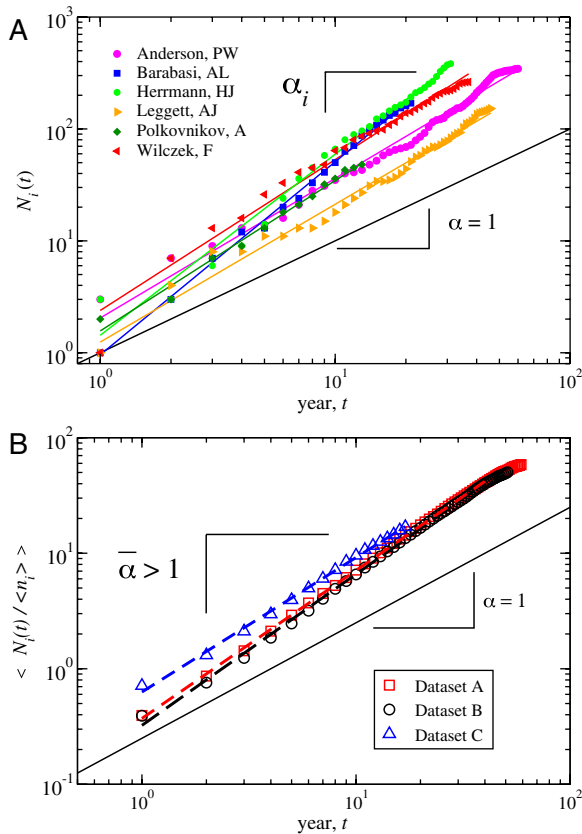 A
10^3
10^2
10^1
10^0
N_i(t)
Anderson, PW
Barabasi, AL
Herrmann, HJ
Leggett, AJ
Polkovnikov, A
Wilczek, F
α_i
α = 1
10^0
10^1
10^2
year, t
B
10^2
10^1
10^0
10^-1
< N_i(t) / <n_i> >
α > 1
α = 1
Dataset A
Dataset B
Dataset C
10^0
10^1
10^2
year, t